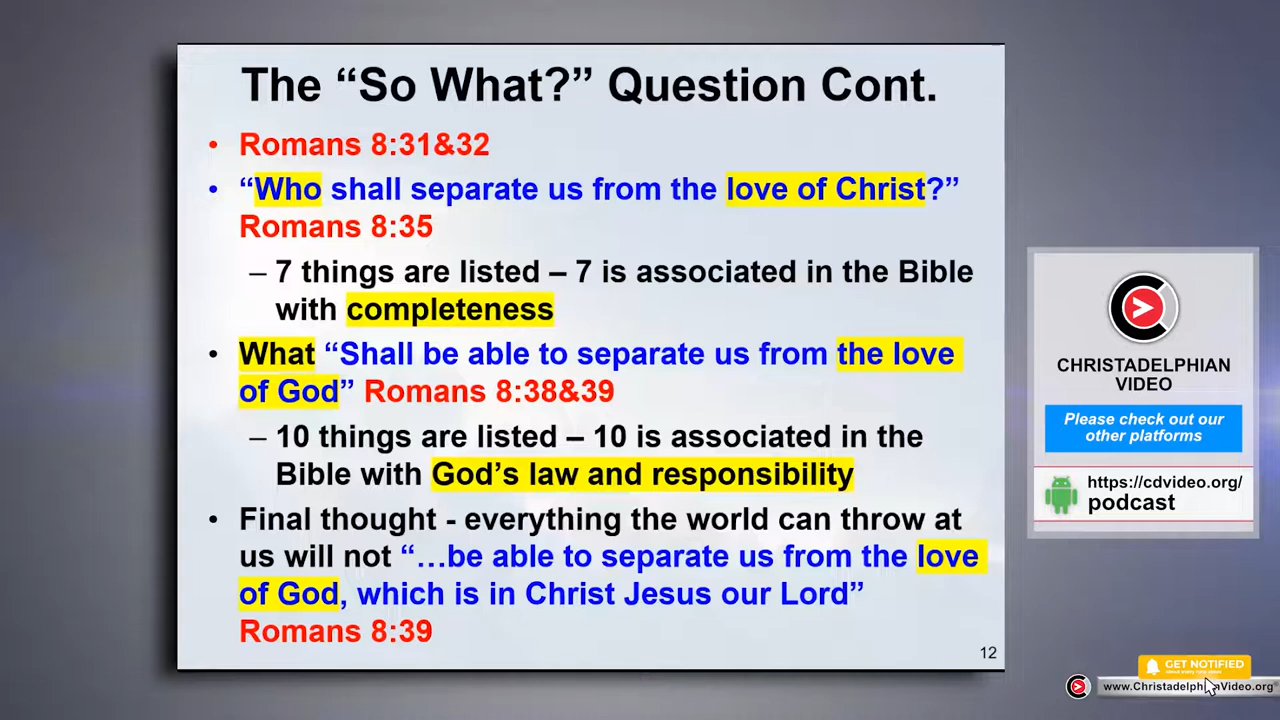 The “So What?” Question Cont.
• Romans 8:31&32
• “Who shall separate us from the love of Christ?”
Romans 8:35
– 7 things are listed – 7 is associated in the Bible
with completeness
• What “Shall be able to separate us from the love
of God” Romans 8:38&39
– 10 things are listed – 10 is associated in the
Bible with God’s law and responsibility
• Final thought - everything the world can throw at
us will not “…be able to separate us from the love
of God, which is in Christ Jesus our Lord”
Romans 8:39
12
CHRISTADELPHIAN
VIDEO
Please check out our
other platforms
https://cdvideo.org/
podcast
GET NOTIFIED
about every new video
www.ChristadelphianVideo.org